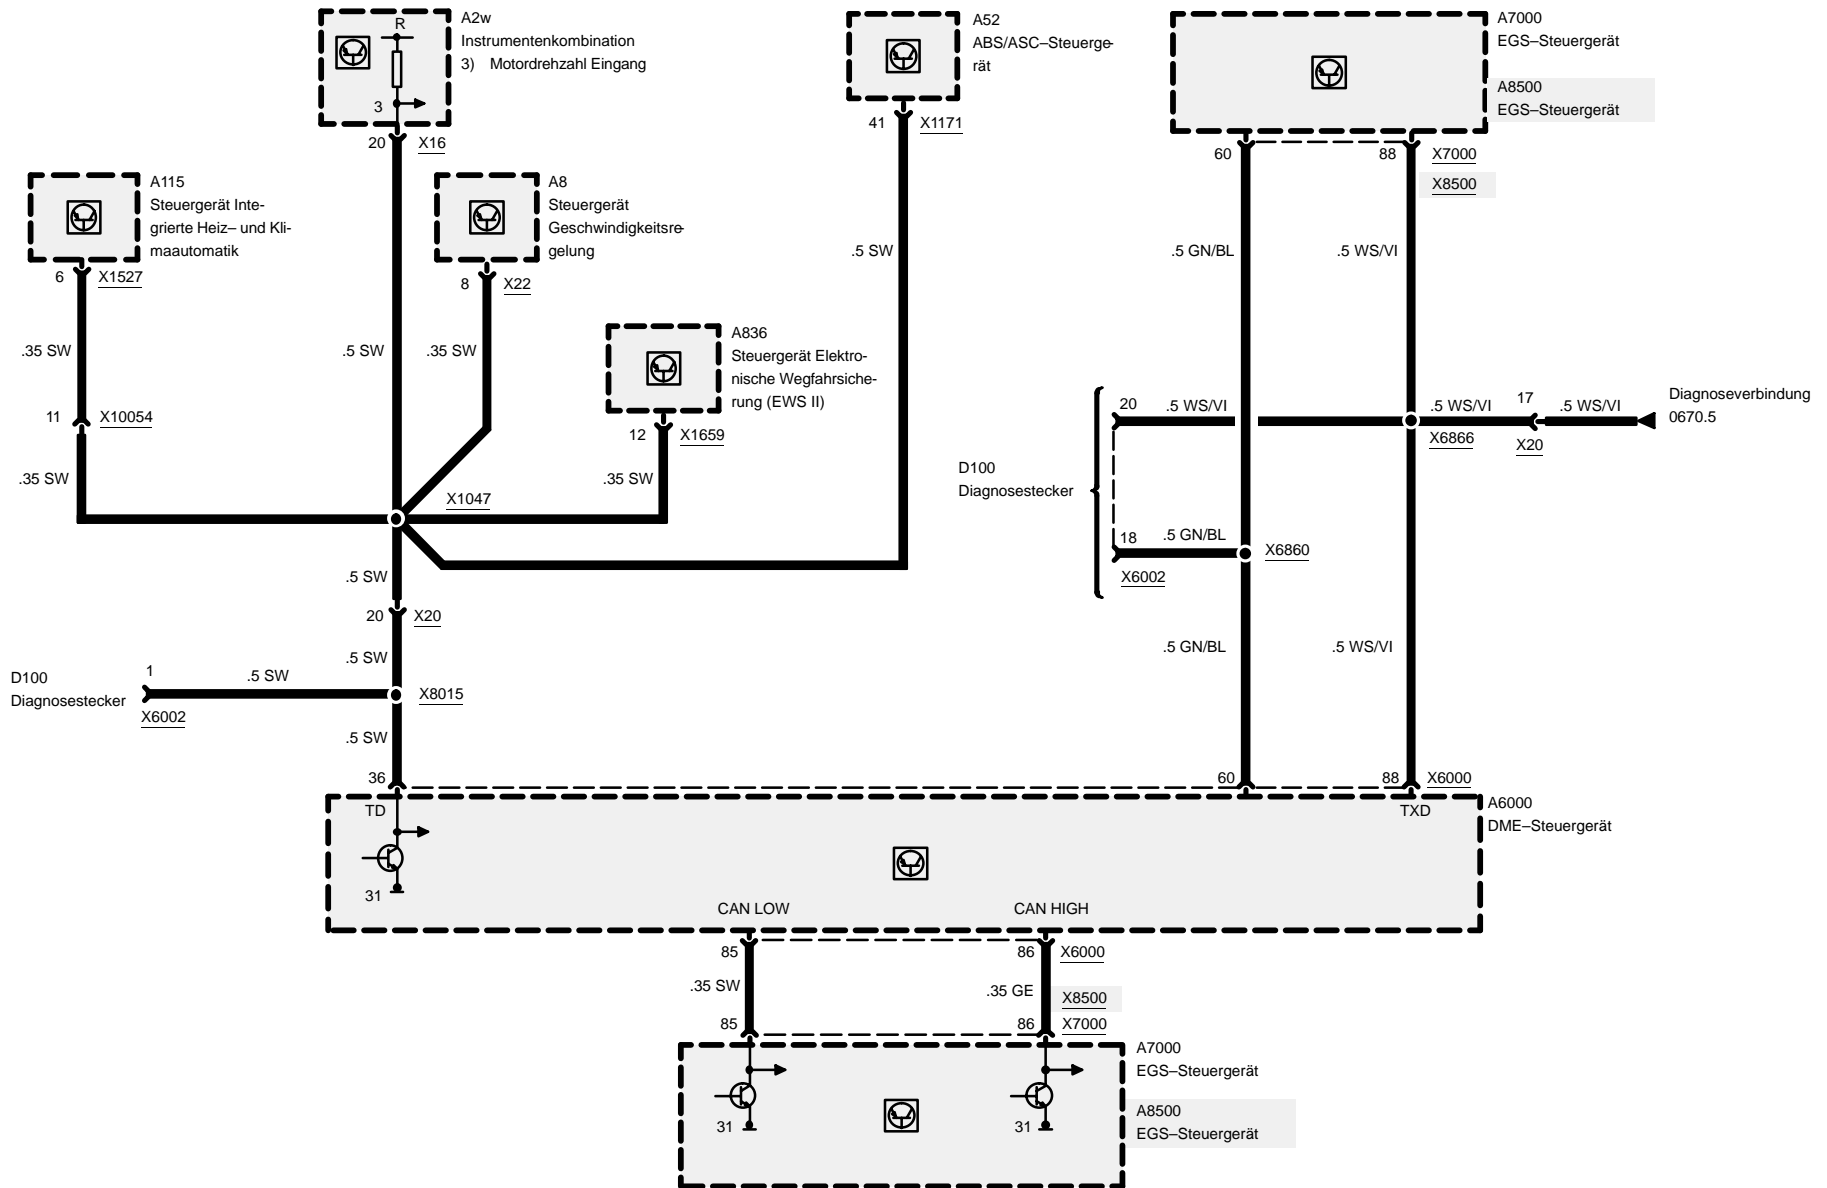 R
A2w
Instrumentenkombination
3) Motordrehzahl Eingang
3
20 X16
A52
ABS/ASC–Steuerge-
rät
41 X1171
A7000
EGS–Steuergerät
A8500
EGS–Steuergerät
60 88 X7000
X8500
A115
Steuergerät Inte-
grierte Heiz– und Kli-
maautomatik
6 X1527
A8
Steuergerät
Geschwindigkeitsre-
gelung
8 X22
.5 SW
.5 GN/BL
.5 WS/VI
.35 SW
.5 SW
.35 SW
A836
Steuergerät Elektro-
nische Wegfahrsiche-
rung (EWS II)
12 X1659
11 X10054
.35 SW
.35 SW
X1047
20 .5 WS/VI
.5 WS/VI 17 .5 WS/VI
X6866 X20
Diagnoseverbindung
0670.5
D100
Diagnosestecker
18 .5 GN/BL
X6002
X6860
.5 SW
20 X20
.5 SW
.5 GN/BL
.5 WS/VI
D100
Diagnosestecker
1 .5 SW
X6002
X8015
.5 SW
36 60 88 X6000
TD
TXD
A6000
DME–Steuergerät
31
CAN LOW CAN HIGH
85 86 X6000
.35 SW .35 GE X8500
85 86 X7000
A7000
EGS–Steuergerät
A8500
EGS–Steuergerät
31 31